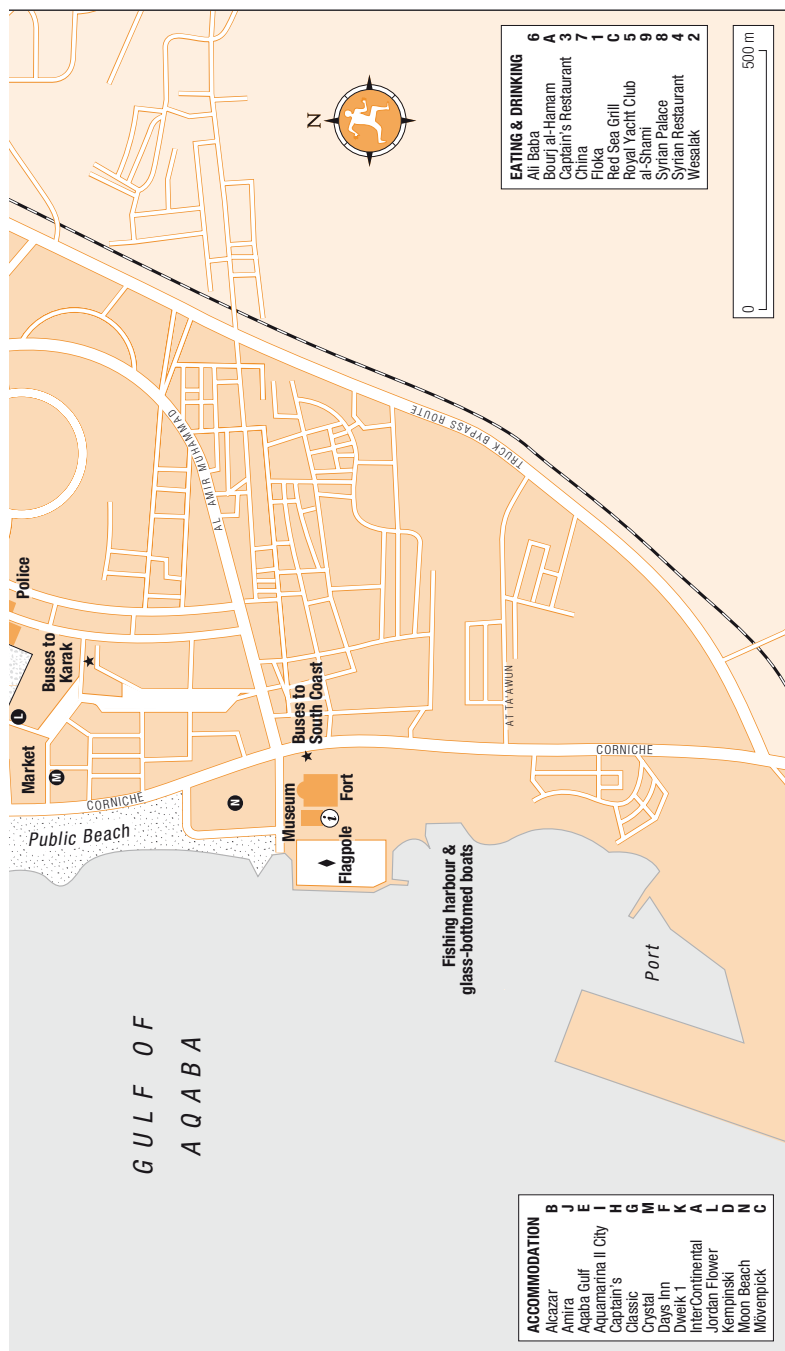 N
EATING & DRINKING
Ali Baba 6
Bourj al-Hamam A
Captain's Restaurant 3
China 7
Floka 1
Red Sea Grill C
Royal Yacht Club 5
al-Shami 9
Syrian Palace 8
Syrian Restaurant 4
Wesalak 2
0 500 m
Police
Buses to
Karak
L
Market
M
CORNICHE
Public Beach
N
AL AMIR MUHAMMAD
TRUCK BYPASS ROUTE
Buses to
South Coast
Museum
i
Fort
Flagpole
AT TA'AWUN
CORNICHE
Fishing harbour &
glass-bottomed boats
Port
GULF OF
AQABA
ACCOMMODATION
Alcazar B
Amira J
Aqaba Gulf E
Aquamarina II City I
Captain's H
Classic G
Crystal M
Days Inn F
Dweik 1 K
InterContinental A
Jordan Flower L
Kempinski D
Moon Beach N
Mövenpick C